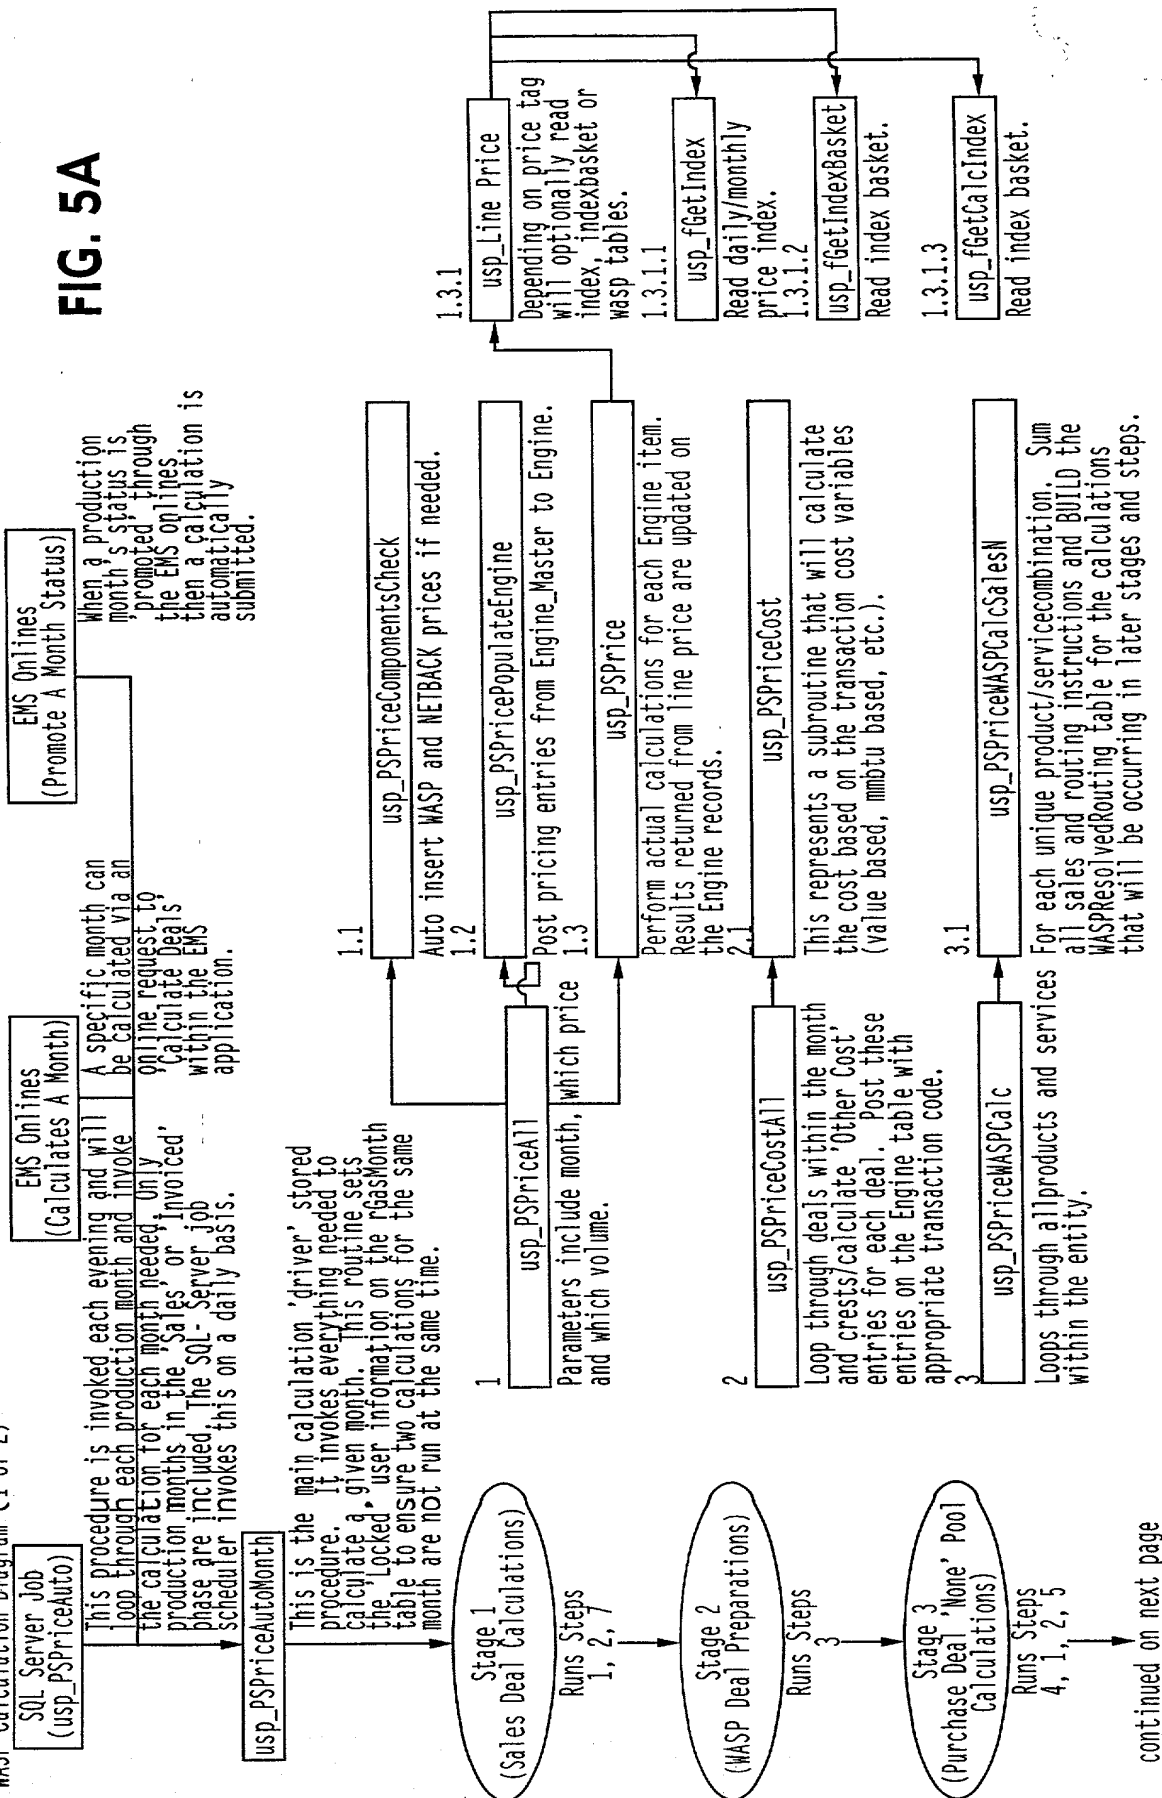 WASP Calculation Diagram (1 of 2)
FIG. 5A
SQL Server Job
(usp_PSPriceAuto)
This procedure is invoked each evening and will
loop through each production month and invoke
the calculation for each month needed. Only
production months in the 'Sales' or 'Invoiced'
phase are included. The SQL- Server job
scheduler invokes this on a daily basis.
EMS Onlines
(Calculates A Month)
A specific month can
be calculated via an
online request to
'Calculate Deals'
within the EMS
application.
EMS Onlines
(Promote A Month Status)
When a production
month's status is
'promoted' through
the EMS onlines
then a calculation is
automatically
submitted.
usp_PSPriceAutoMonth
This is the main calculation 'driver' stored
procedure. It invokes everything needed to
calculate a given month. This routine sets
the 'Locked' user information on the rGasMonth
table to ensure two calculations for the same
month are not run at the same time.
Stage 1
(Sales Deal Calculations)
Runs Steps
1, 2, 7
Stage 2
(WASP Deal Preparations)
Runs Steps
3
Stage 3
(Purchase Deal 'None' Pool
Calculations)
Runs Steps
4, 1, 2, 5
continued on next page
1
usp_PSPriceAll
Parameters include month, which price
and which volume.
1.1
usp_PSPriceComponentsCheck
Auto insert WASP and NETBACK prices if needed.
1.2
usp_PSPricePopulateEngine
Post pricing entries from Engine_Master to Engine.
1.3
usp_PSPrice
Perform actual calculations for each Engine item.
Results returned from line price are updated on
the Engine records.
1.3.1
usp_Line Price
Depending on price tag
will optionally read
index, indexbasket or
wasp tables.
1.3.1.1
usp_fGetIndex
Read daily/monthly
price index.
1.3.1.2
usp_fGetIndexBasket
Read index basket.
1.3.1.3
usp_fGetCalcIndex
Read index basket.
2
usp_PSPriceCostAll
Loop through deals within the month
and crests/calculate 'Other Cost'
entries for each deal. Post these
entries on the Engine table with
appropriate transaction code.
2.1
usp_PSPriceCost
This represents a subroutine that will calculate
the cost based on the transaction cost variables
(value based, mmbtu based, etc.).
3
usp_PSPriceWASPCalc
Loops through allproducts and services
within the entity.
3.1
usp_PSPriceWASPCalcSalesN
For each unique product/servicecombination. Sum
all sales and routing instructions and BUILD the
WASPResolvedRouting table for the calculations
that will be occurring in later stages and steps.